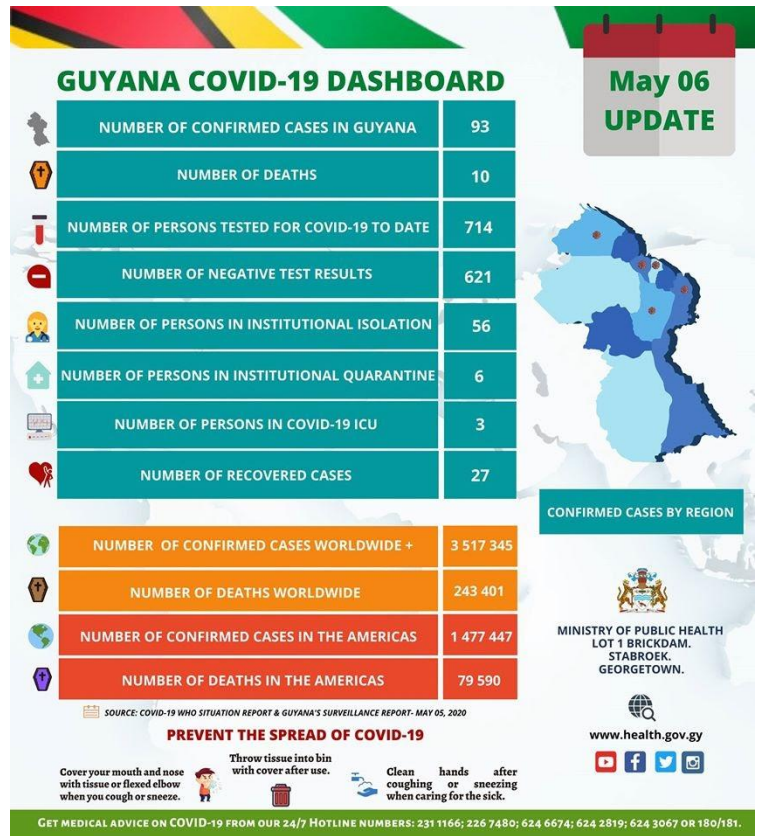 GUYANA COVID-19 DASHBOARD
May 06
UPDATE
NUMBER OF CONFIRMED CASES IN GUYANA 93
NUMBER OF DEATHS 10
NUMBER OF PERSONS TESTED FOR COVID-19 TO DATE 714
NUMBER OF NEGATIVE TEST RESULTS 621
NUMBER OF PERSONS IN INSTITUTIONAL ISOLATION 56
NUMBER OF PERSONS IN INSTITUTIONAL QUARANTINE 6
NUMBER OF PERSONS IN COVID-19 ICU 3
NUMBER OF RECOVERED CASES 27
CONFIRMED CASES BY REGION
NUMBER OF CONFIRMED CASES WORLDWIDE + 3 517 345
NUMBER OF DEATHS WORLDWIDE 243 401
NUMBER OF CONFIRMED CASES IN THE AMERICAS 1 477 447
NUMBER OF DEATHS IN THE AMERICAS 79 590
MINISTRY OF PUBLIC HEALTH
LOT 1 BRICKDAM.
STABROEK.
GEORGETOWN.
www.health.gov.gy
SOURCE: COVID-19 WHO SITUATION REPORT & GUYANA'S SURVEILLANCE REPORT- MAY 05, 2020
PREVENT THE SPREAD OF COVID-19
Cover your mouth and nose
with tissue or flexed elbow
when you cough or sneeze.
Throw tissue into bin
with cover after use.
Clean hands after
coughing or sneezing
when caring for the sick.
GET MEDICAL ADVICE ON COVID-19 FROM OUR 24/7 HOTLINE NUMBERS: 231 1166; 226 7480; 624 6674; 624 2819; 624 3067 OR 180/181.